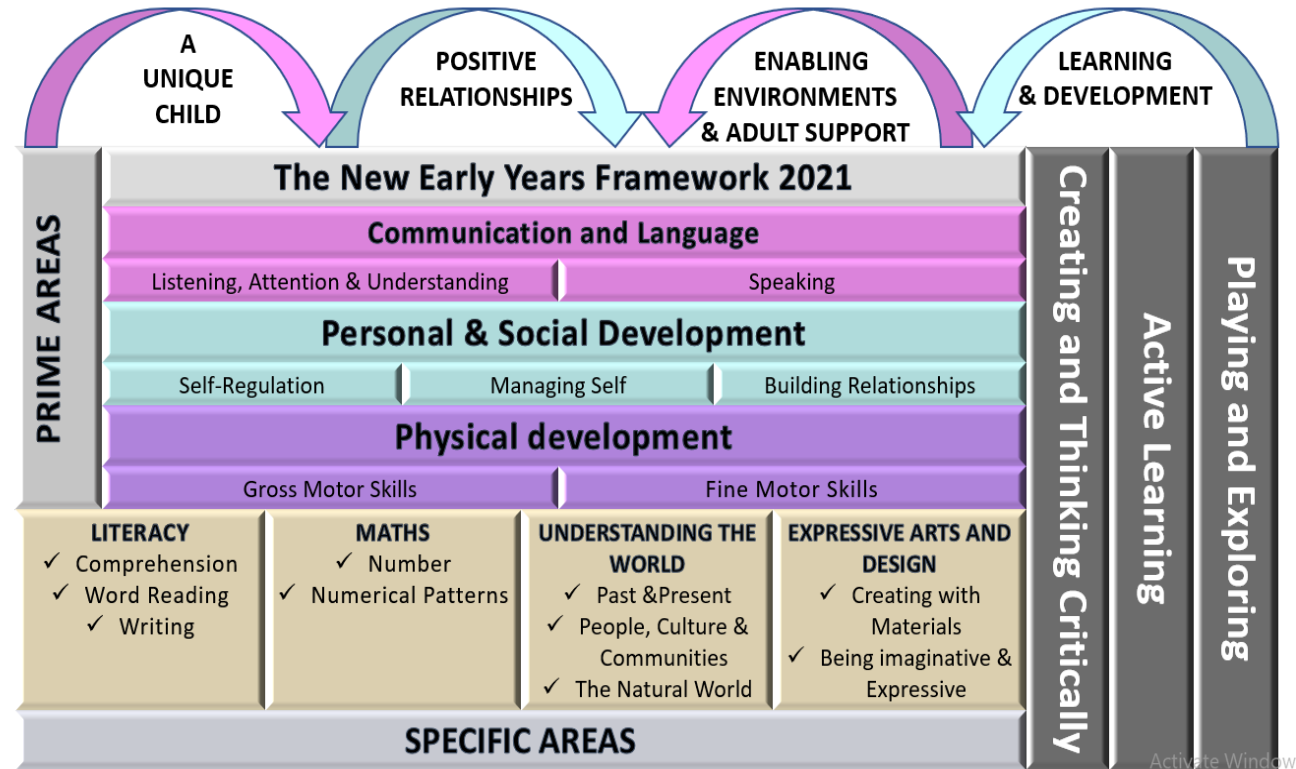 A
UNIQUE
CHILD
POSITIVE
RELATIONSHIPS
ENABLING
ENVIRONMENTS
& ADULT SUPPORT
LEARNING
& DEVELOPMENT
PRIME AREAS
The New Early Years Framework 2021
Communication and Language
Listening, Attention & Understanding
Speaking
Personal & Social Development
Self-Regulation
Managing Self
Building Relationships
Physical development
Gross Motor Skills
Fine Motor Skills
LITERACY
✓ Comprehension
✓ Word Reading
✓ Writing
MATHS
✓ Number
✓ Numerical Patterns
UNDERSTANDING THE
WORLD
✓ Past &Present
✓ People, Culture &
Communities
✓ The Natural World
EXPRESSIVE ARTS AND
DESIGN
✓ Creating with
Materials
✓ Being imaginative &
Expressive
SPECIFIC AREAS
Creating and Thinking Critically
Active Learning
Playing and Exploring
Activate Window